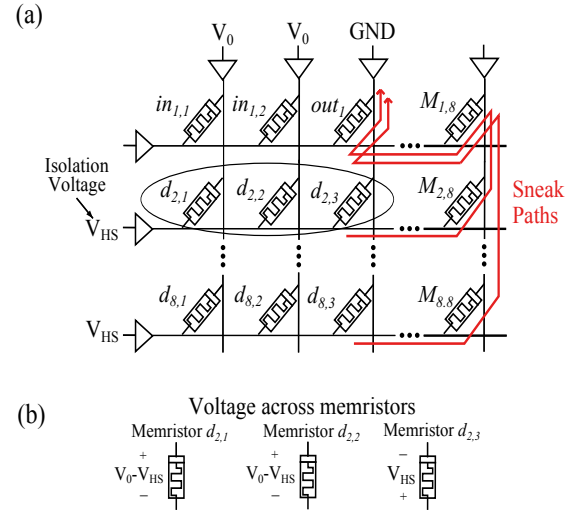 (a)
V0 V0 GND
in1,1 in1,2 out1 M1,8
Isolation
Voltage
d2,1 d2,2 d2,3 M2,8
Sneak
Paths
VHS
d8,1 d8,2 d8,3 M8.8
VHS
(b)
Voltage across memristors
Memristor d2,1 Memristor d2,2 Memristor d2,3
+ + −
V0-VHS V0-VHS VHS
− − +